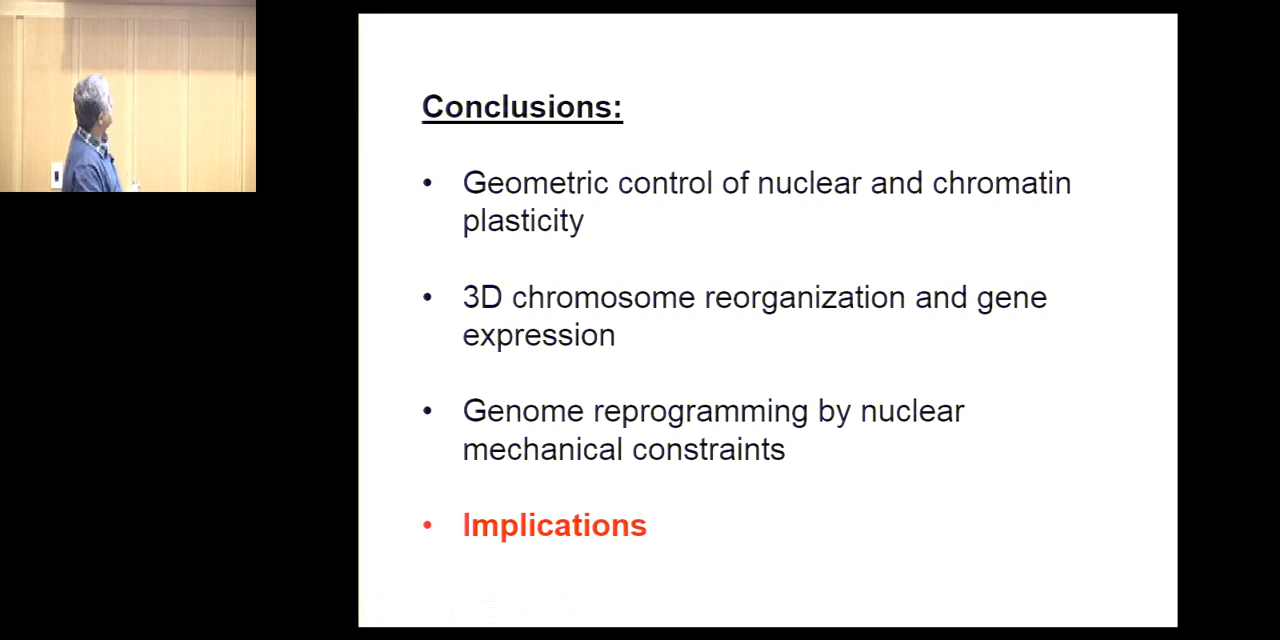 Conclusions:
• Geometric control of nuclear and chromatin
plasticity
• 3D chromosome reorganization and gene
expression
• Genome reprogramming by nuclear
mechanical constraints
• Implications